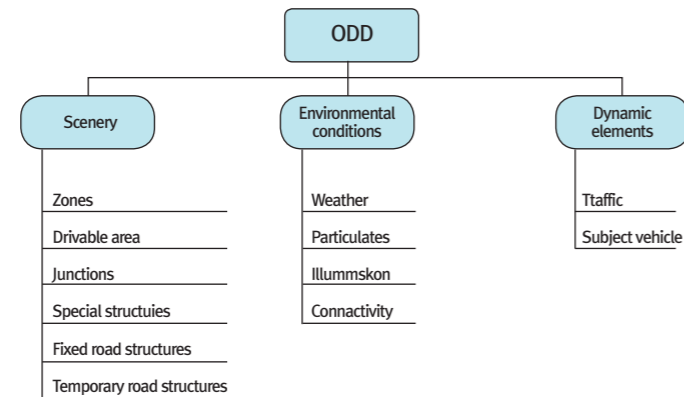 ODD
Scenery
Environmental
conditions
Dynamic
elements
Zones
Drivable area
Junctions
Special structuies
Fixed road structures
Temporary road structures
Weather
Particulates
Illummskon
Connactivity
Ttaffic
Subject vehicle